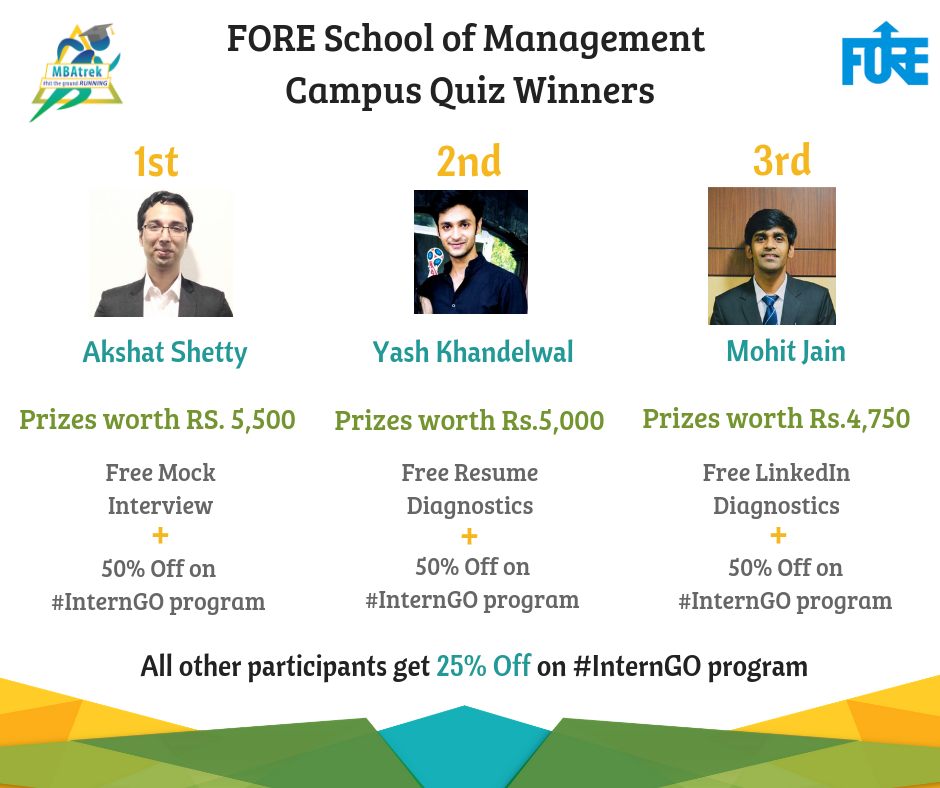 FORE School of Management
Campus Quiz Winners
MBAtrek
#hit the ground RUNNING
FORE
1st
2nd
3rd
Akshat Shetty
Yash Khandelwal
Mohit Jain
Prizes worth RS. 5,500
Prizes worth Rs.5,000
Prizes worth Rs.4,750
Free Mock
Interview
+
50% Off on
#InternGO program
Free Resume
Diagnostics
+
50% Off on
#InternGO program
Free LinkedIn
Diagnostics
+
50% Off on
#InternGO program
All other participants get 25% Off on #InternGO program